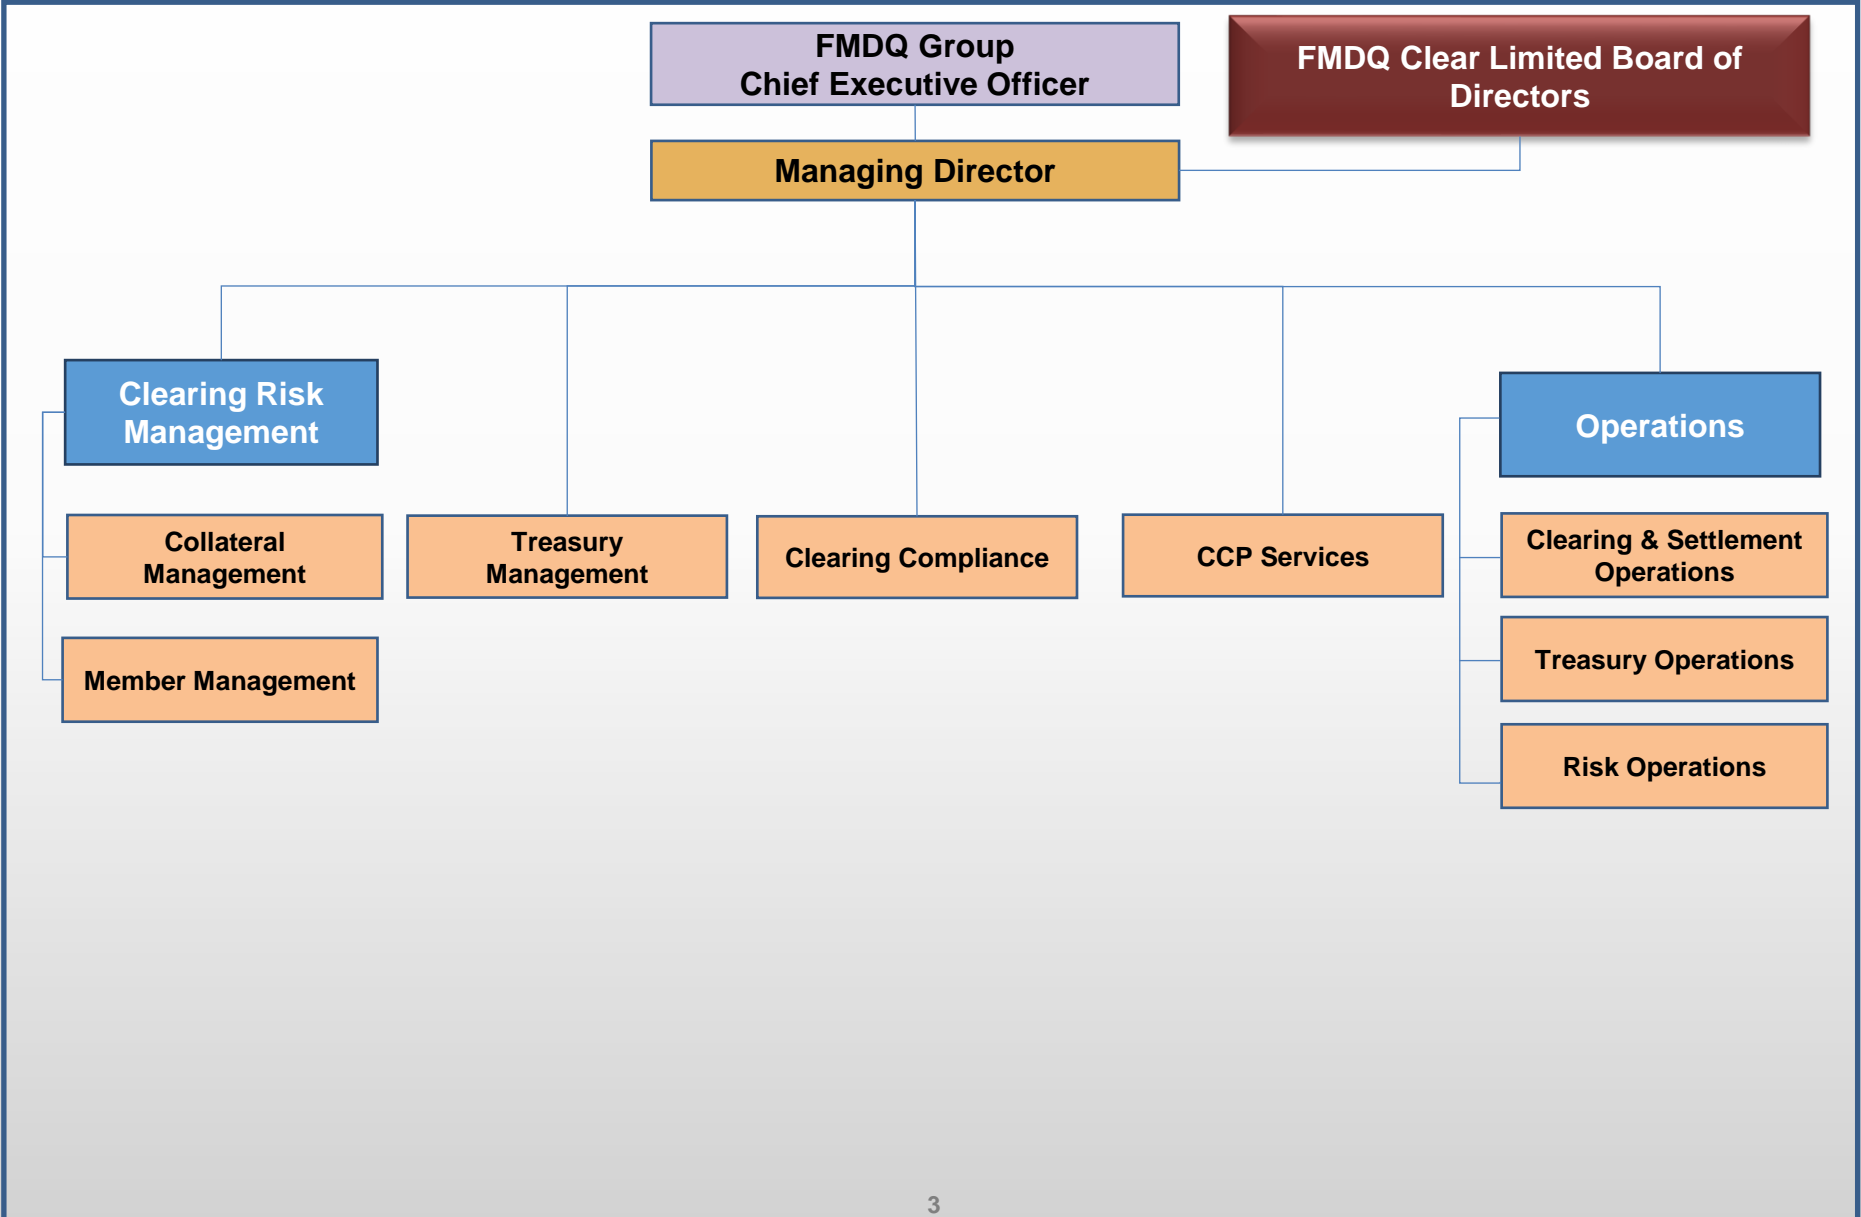 FMDQ Group
Chief Executive Officer
FMDQ Clear Limited Board of
Directors
Managing Director
Clearing Risk
Management
Operations
Collateral
Management
Treasury
Management
Clearing Compliance
CCP Services
Clearing & Settlement
Operations
Member Management
Treasury Operations
Risk Operations
3